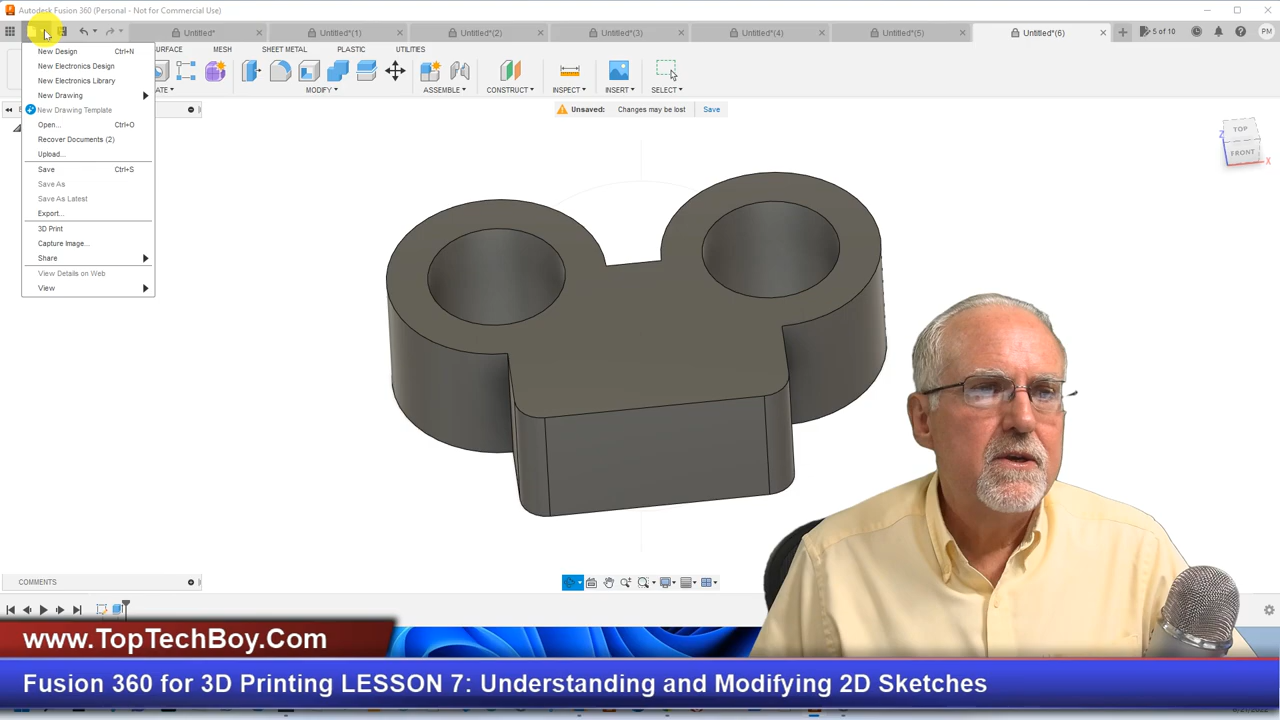 Autodesk Fusion 360 (Personal - Not for Commercial Use)
Untitled* Untitled*(1) Untitled*(2) Untitled*(3) Untitled*(4) Untitled*(5) Untitled*(6) 5 of 10 PM
SURFACE MESH SHEET METAL PLASTIC UTILITIES
MODIFY ASSEMBLE CONSTRUCT INSPECT INSERT SELECT
Unsaved: Changes may be lost Save
New Design Ctrl+N
New Electronics Design
New Electronics Library
New Drawing
New Drawing Template
Open... Ctrl+O
Recover Documents (2)
Upload...
Save Ctrl+S
Save As
Save As Latest
Export...
3D Print
Capture Image...
Share
View Details on Web
View
TOP
FRONT
Z
X
COMMENTS
www.TopTechBoy.Com
Fusion 360 for 3D Printing LESSON 7: Understanding and Modifying 2D Sketches